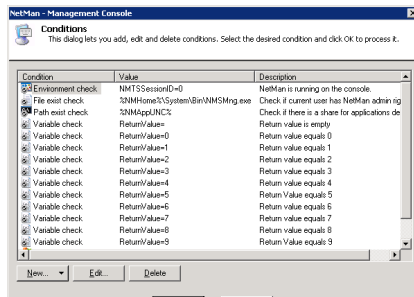 NetMan - Management Console
Conditions
This dialog lets you add, edit and delete conditions. Select the desired condition and click OK to process it.
Condition Value Description
Environment check NMTSSessionID=0 NetMan is running on the console.
File exist check %NMHome%\System\Bin\NMSMng.exe Check if current user has NetMan admin rig
Path exist check %NMAppUNC% Check if there is a share for applications de
Variable check ReturnValue= Return value is empty
Variable check ReturnValue=0 Return value equals 0
Variable check ReturnValue=1 Return value equals 1
Variable check ReturnValue=2 Return value equals 2
Variable check ReturnValue=3 Return value equals 3
Variable check ReturnValue=4 Return value equals 4
Variable check ReturnValue=5 Return Value equals 5
Variable check ReturnValue=6 Return value equals 6
Variable check ReturnValue=7 Return value equals 7
Variable check ReturnValue=8 Return value equals 8
Variable check ReturnValue=9 Return Value equals 9
New... Edit... Delete